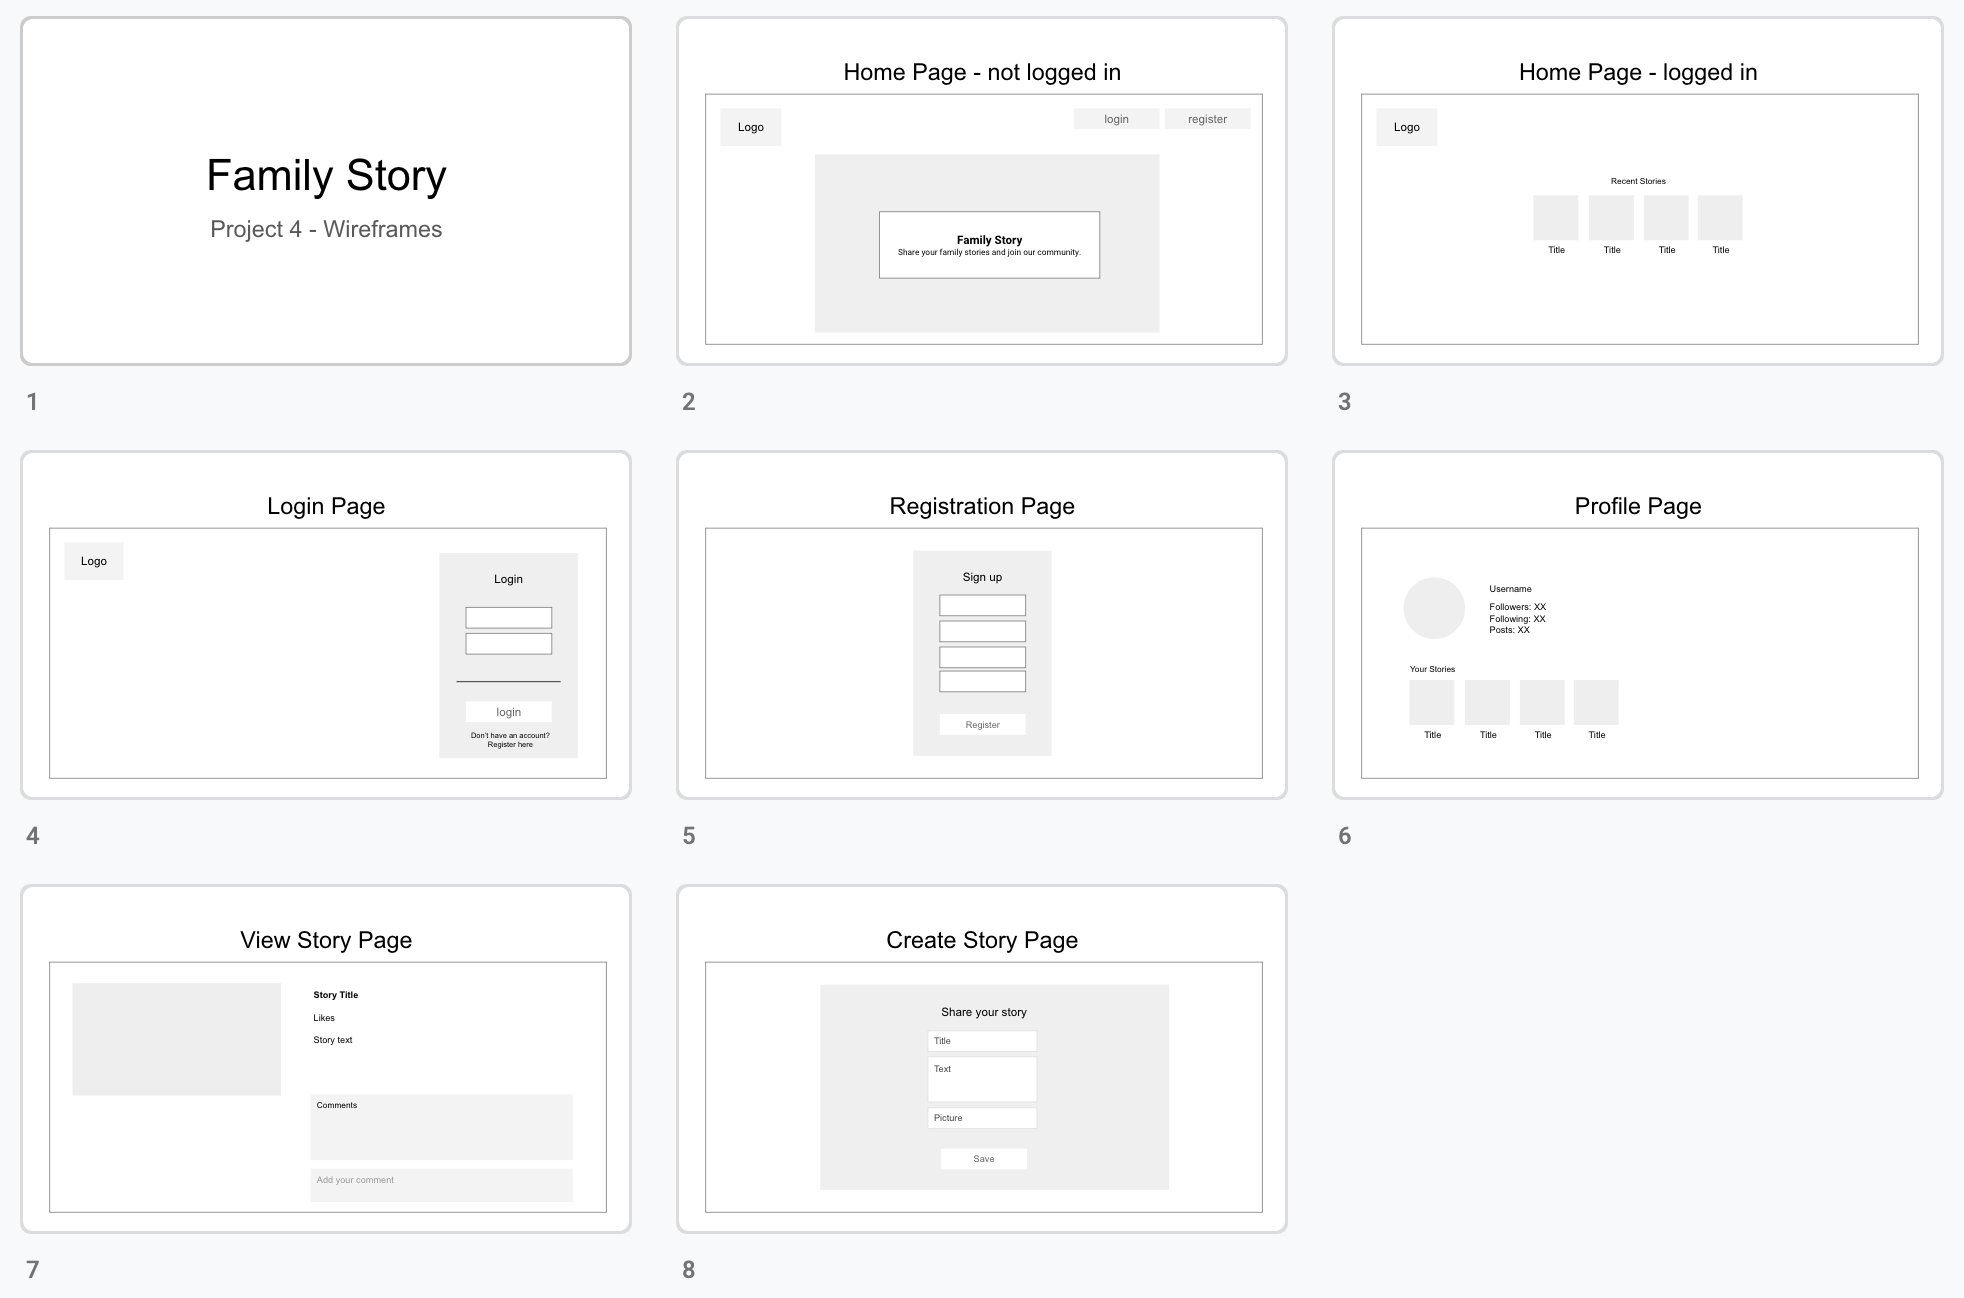 Family Story
Project 4 - Wireframes
1
Home Page - not logged in
Logo
login
register
Family Story
Share your family stories and join our community.
2
Home Page - logged in
Logo
Recent Stories
Title
Title
Title
Title
3
Login Page
Logo
Login
login
Don't have an account?
Register here
4
Registration Page
Sign up
Register
5
Profile Page
Username
Followers: XX
Following: XX
Posts: XX
Your Stories
Title
Title
Title
Title
6
View Story Page
Story Title
Likes
Story text
Comments
Add your comment
7
Create Story Page
Share your story
Title
Text
Picture
Save
8